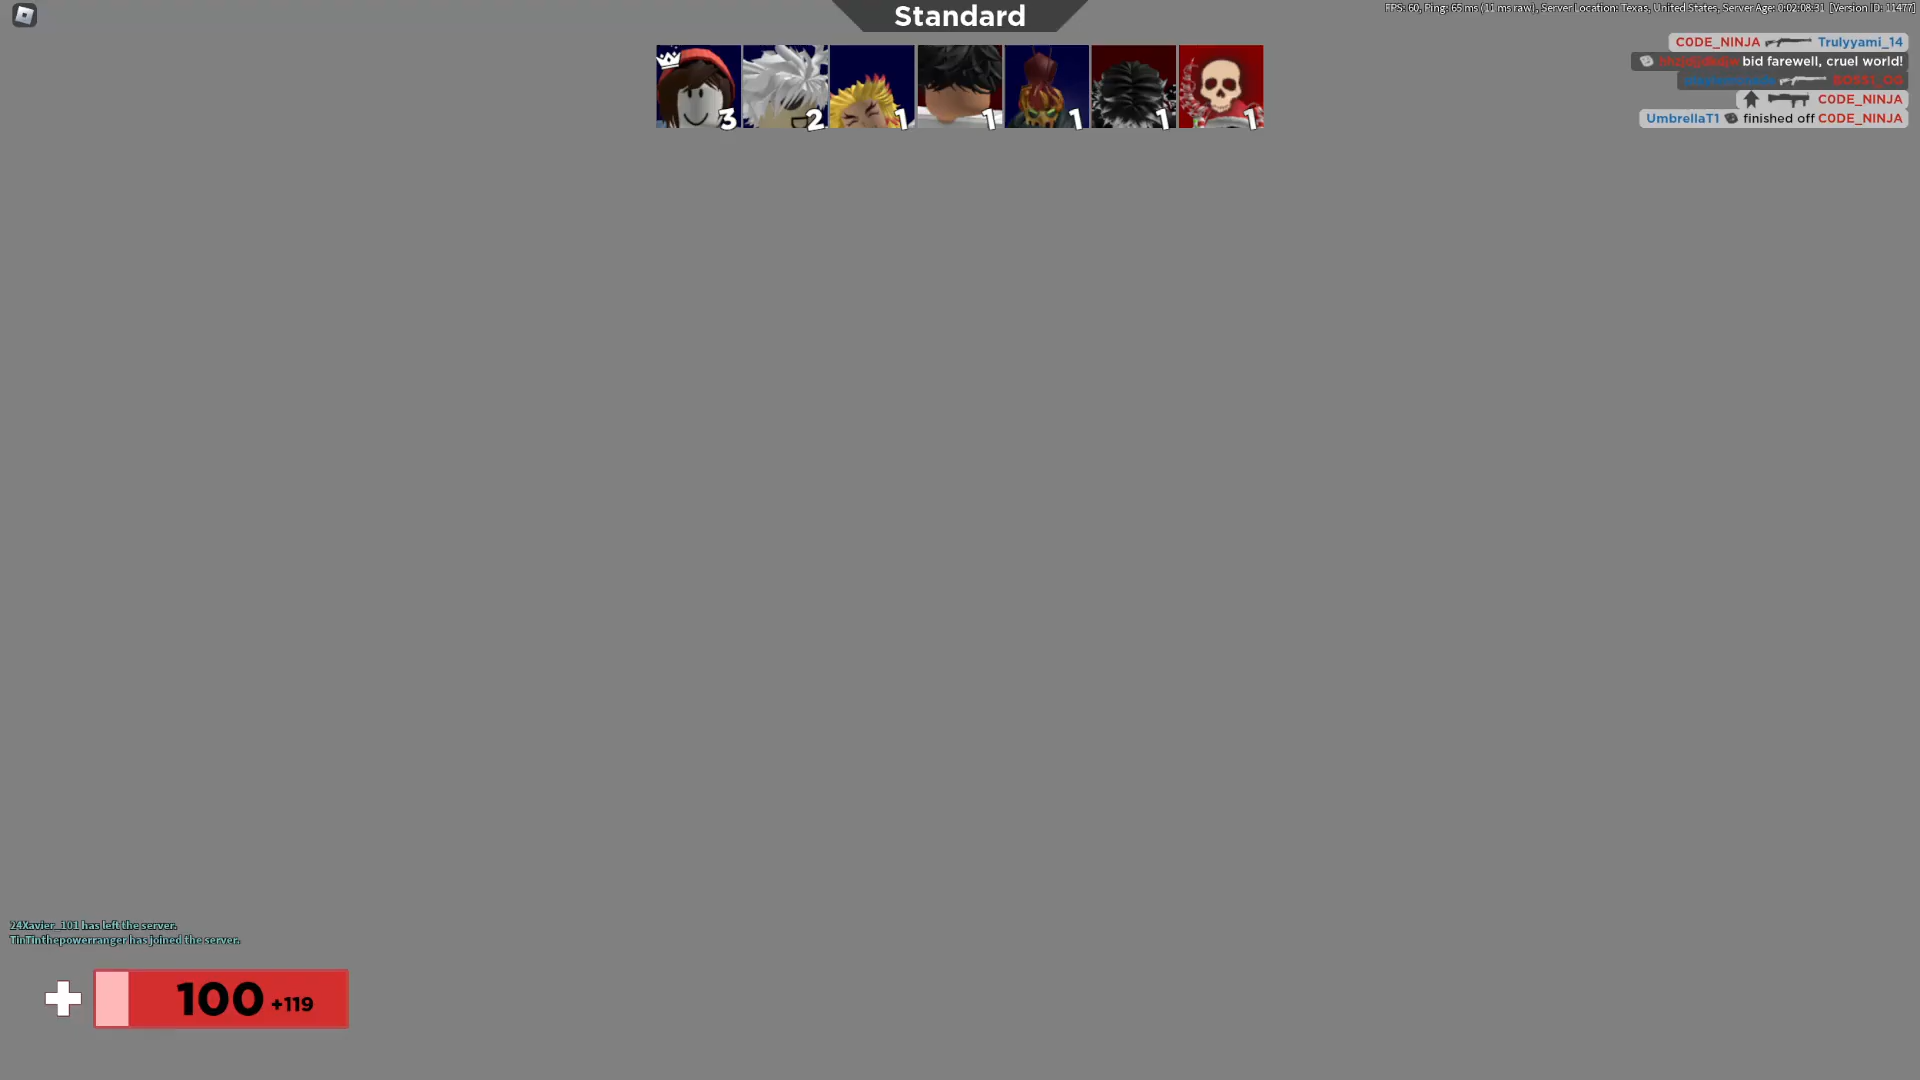 Standard
FPS: 60, Ping: 65 ms (11 ms raw), Server Location: Texas, United States, Server Age: 0:02:08:31 [Version ID: 11477]
C0DE_NINJA Trulyyami_14
bid farewell, cruel world!
BOSS1_OG
C0DE_NINJA
UmbrellaT1 finished off C0DE_NINJA
3 2 1 1 1 1 1
24Xavier_101 has left the server.
TinTinthepowerranger has joined the server.
100 +119